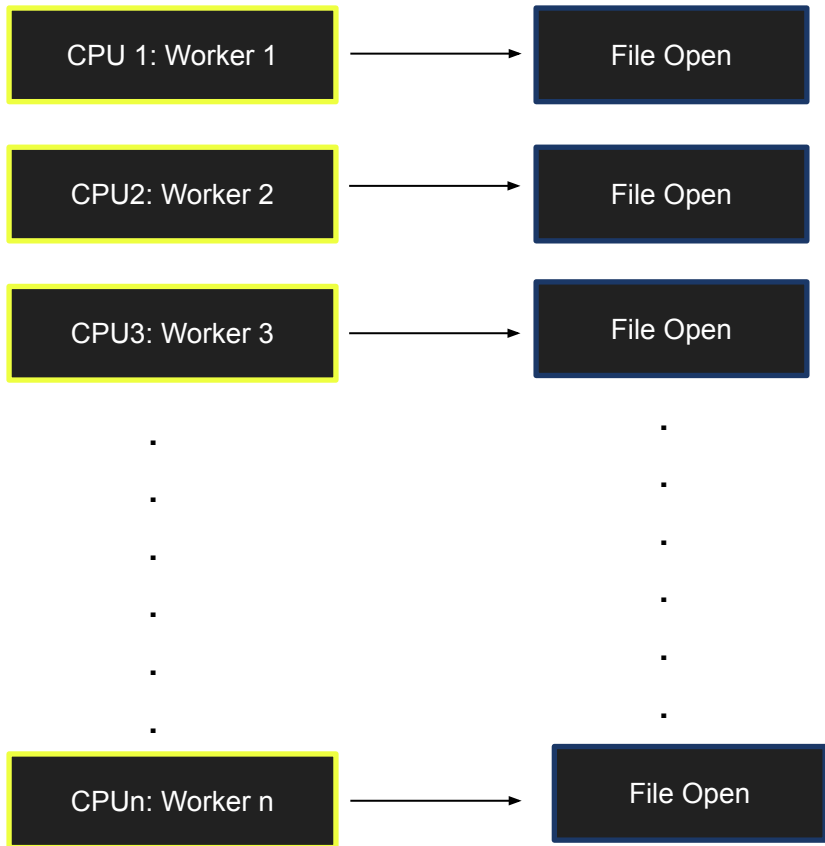 CPU 1: Worker 1
File Open
CPU2: Worker 2
File Open
CPU3: Worker 3
File Open
.
.
.
.
.
.
.
.
.
.
.
.
CPUn: Worker n
File Open